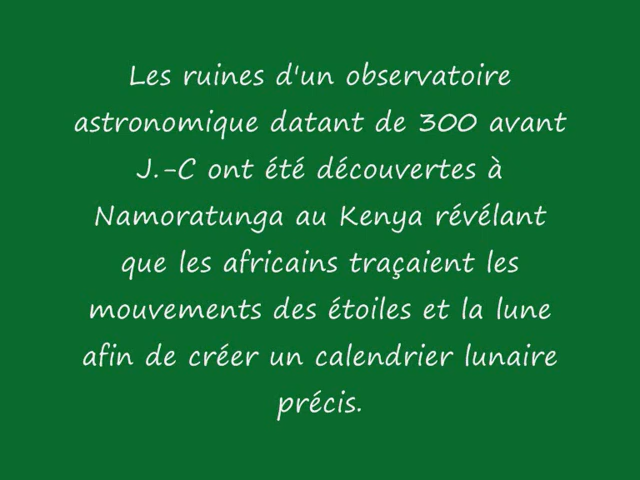 Les ruines d'un observatoire
astronomique datant de 300 avant
J.-C ont été découvertes à
Namoratunga au Kenya révélant
que les africains traçaient les
mouvements des étoiles et la lune
afin de créer un calendrier lunaire
précis.